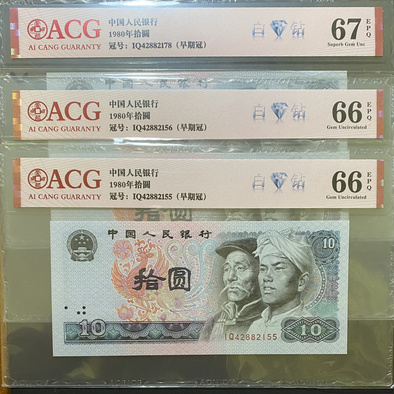 ACG
AI CANG GUARANTY
中国人民银行
1980年拾圆
冠号：IQ42882178（早期冠）
白 钻
67 EPQ
Superb Gem Unc
ACG
AI CANG GUARANTY
中国人民银行
1980年拾圆
冠号：IQ42882156（早期冠）
白 钻
66 EPQ
Gem Uncirculated
ACG
AI CANG GUARANTY
中国人民银行
1980年拾圆
冠号：IQ42882155（早期冠）
白 钻
66 EPQ
Gem Uncirculated
中国人民银行
10
拾圆
10
IQ42882155
10